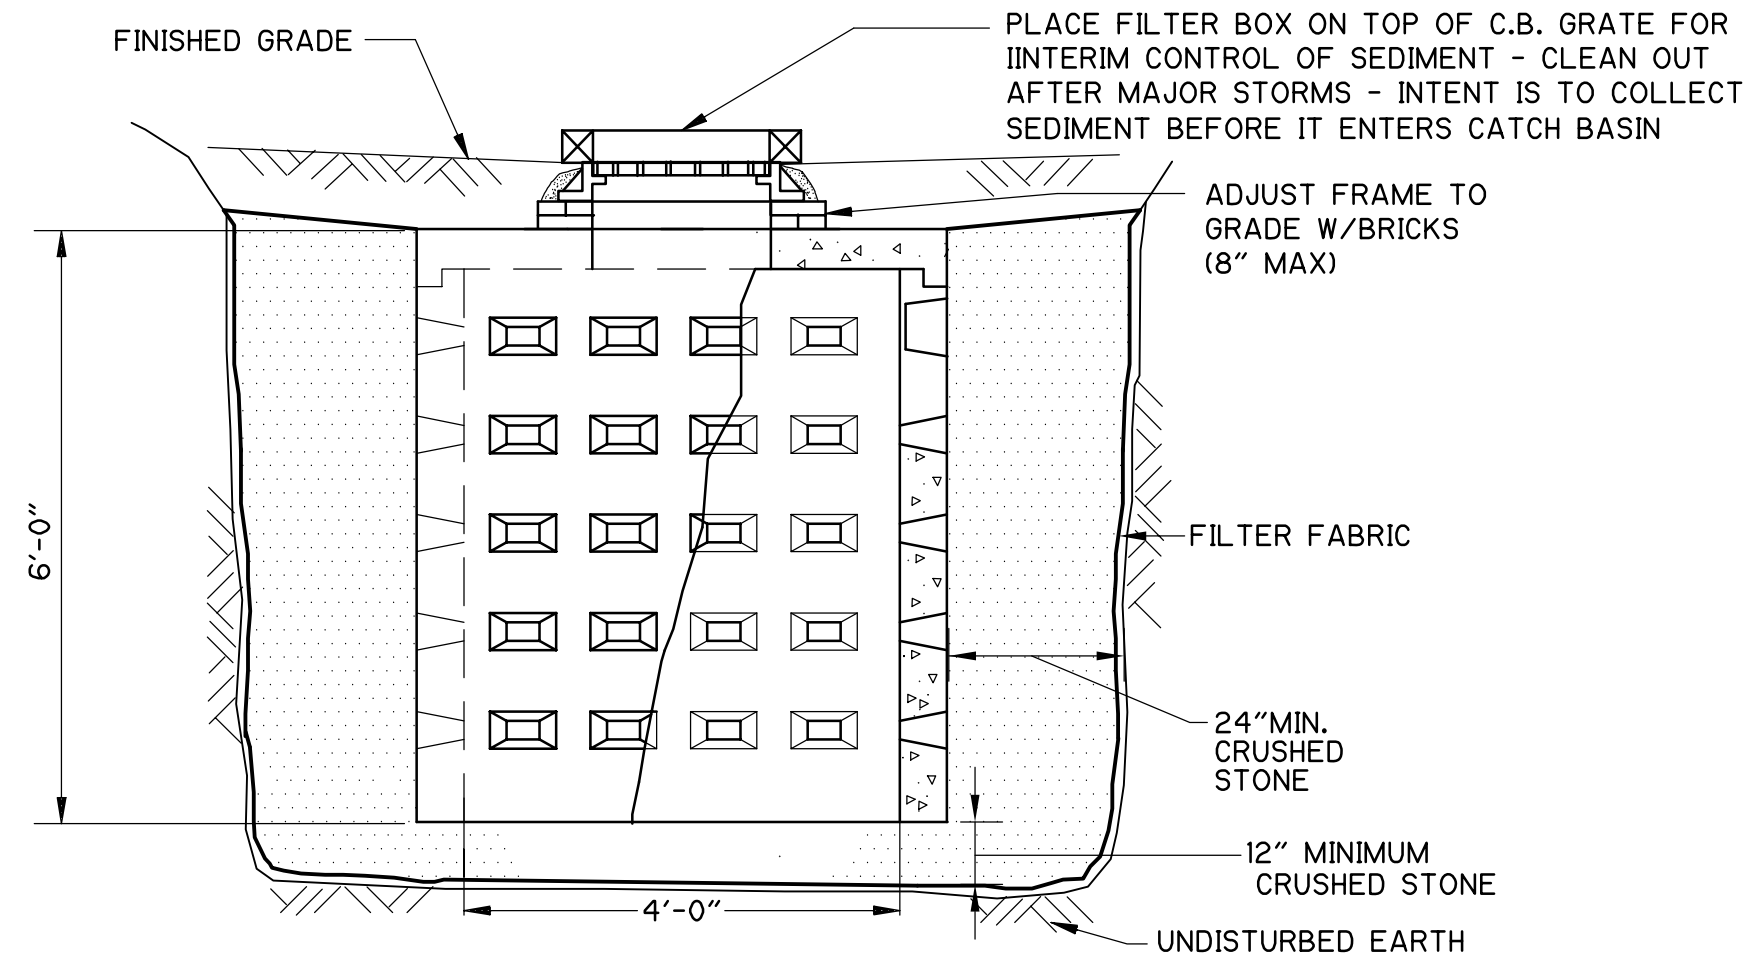 FINISHED GRADE
PLACE FILTER BOX ON TOP OF C.B. GRATE FOR
IINTERIM CONTROL OF SEDIMENT - CLEAN OUT
AFTER MAJOR STORMS - INTENT IS TO COLLECT
SEDIMENT BEFORE IT ENTERS CATCH BASIN
ADJUST FRAME TO
GRADE W/BRICKS
(8" MAX)
6'-0"
FILTER FABRIC
24"MIN.
CRUSHED
STONE
12" MINIMUM
CRUSHED STONE
4'-0"
UNDISTURBED EARTH